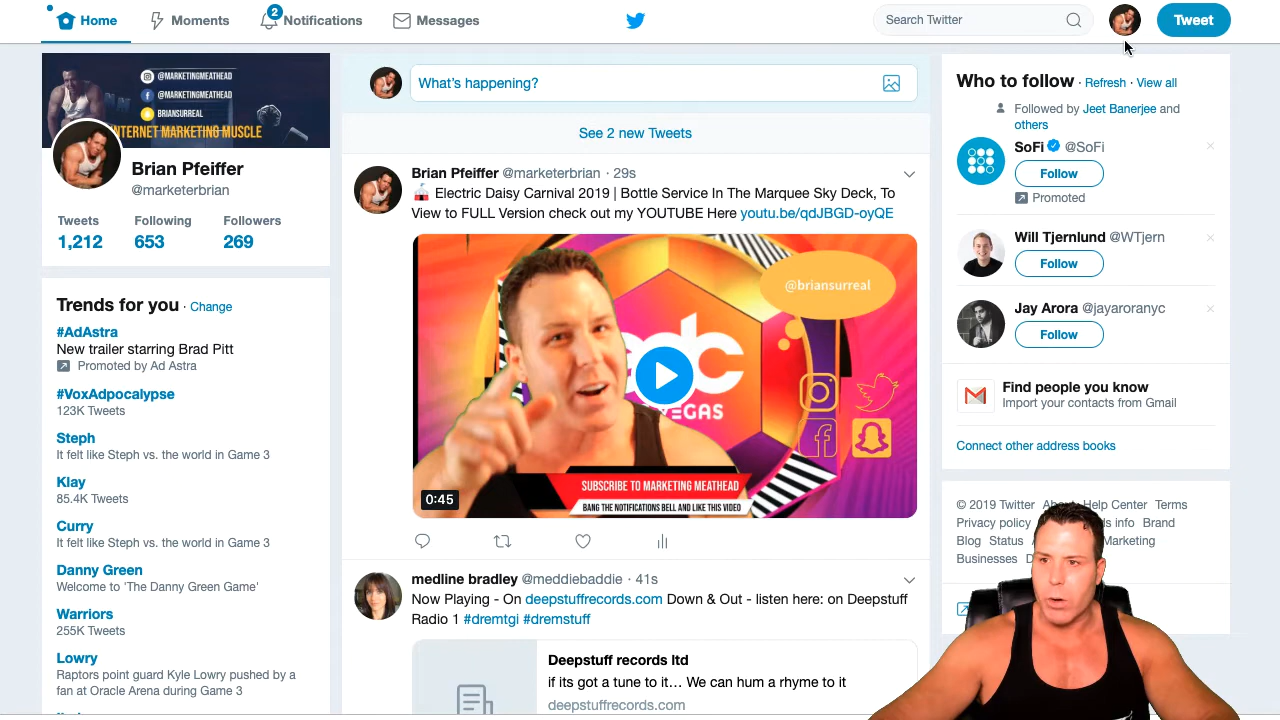 Home
Moments
2
Notifications
Messages
Search Twitter
Tweet
@MARKETINGMEATHEAD
@MARKETINGMEATHEAD
BRIANSURREAL
INTERNET MARKETING MUSCLE
Brian Pfeiffer
@marketerbrian
Tweets Following Followers
1,212 653 269
Trends for you · Change
#AdAstra
New trailer starring Brad Pitt
Promoted by Ad Astra
#VoxAdpocalypse
123K Tweets
Steph
It felt like Steph vs. the world in Game 3
Klay
85.4K Tweets
Curry
It felt like Steph vs. the world in Game 3
Danny Green
Welcome to 'The Danny Green Game'
Warriors
255K Tweets
Lowry
Raptors point guard Kyle Lowry pushed by a
fan at Oracle Arena during Game 3
What's happening?
See 2 new Tweets
Brian Pfeiffer @marketerbrian · 29s
Electric Daisy Carnival 2019 | Bottle Service In The Marquee Sky Deck, To
View to FULL Version check out my YOUTUBE Here youtu.be/qdJBGD-oyQE
@briansurreal
VEGAS
SUBSCRIBE TO MARKETING MEATHEAD
BANG THE NOTIFICATIONS BELL AND LIKE THIS VIDEO
0:45
medline bradley @meddiebaddie · 41s
Now Playing - On deepstuffrecords.com Down & Out - listen here: on Deepstuff
Radio 1 #dremtgi #dremstuff
Deepstuff records ltd
if its got a tune to it... We can hum a rhyme to it
deepstuffrecords.com
Who to follow · Refresh · View all
Followed by Jeet Banerjee and
others
SoFi @SoFi
Follow
Promoted
Will Tjernlund @WTjern
Follow
Jay Arora @jayaroranyc
Follow
Find people you know
Import your contacts from Gmail
Connect other address books
© 2019 Twitter About Help Center Terms
Privacy policy info Brand
Blog Status Marketing
Businesses